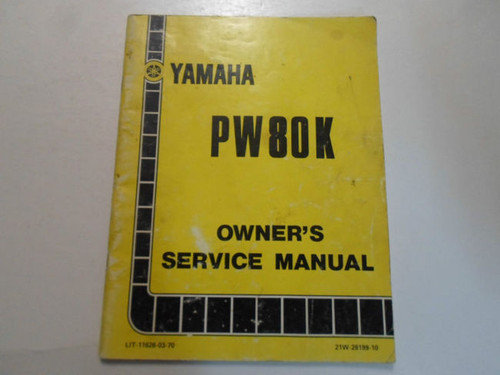 YAMAHA
PW80K
OWNER'S
SERVICE MANUAL
LIT-11626-03-70
21W-28199-10